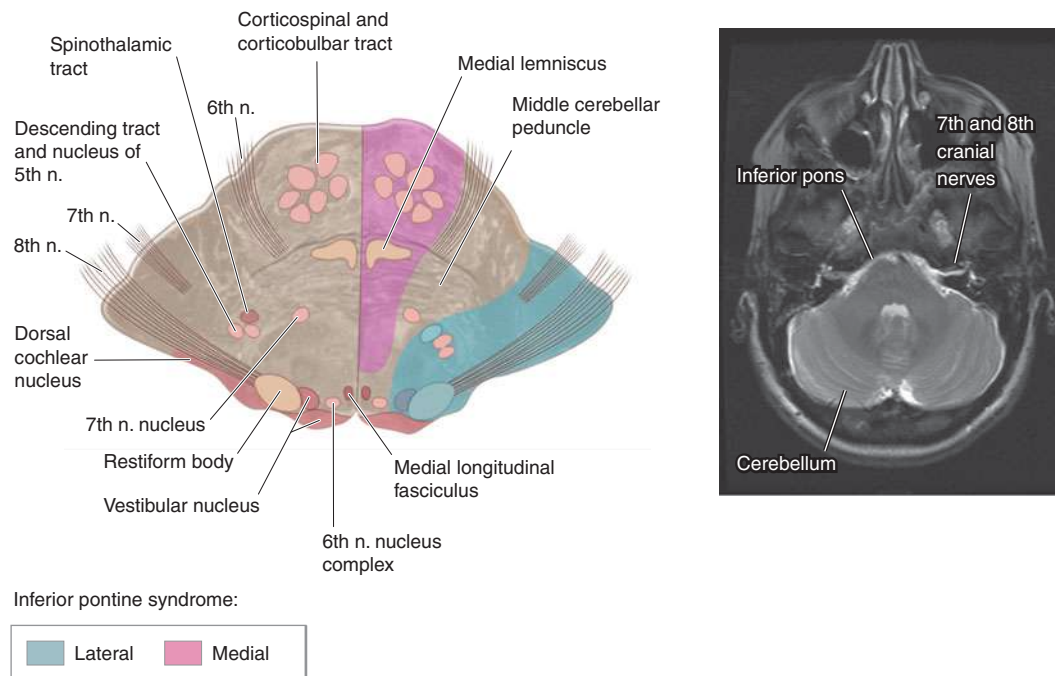 Corticospinal and
corticobulbar tract
Spinothalamic
tract
Medial lemniscus
6th n.
Middle cerebellar
peduncle
Descending tract
and nucleus of
5th n.
7th n.
8th n.
Dorsal
cochlear
nucleus
7th n. nucleus
Restiform body
Vestibular nucleus
Medial longitudinal
fasciculus
6th n. nucleus
complex
7th and 8th
cranial
nerves
Inferior pons
Cerebellum
Inferior pontine syndrome:
Lateral
Medial